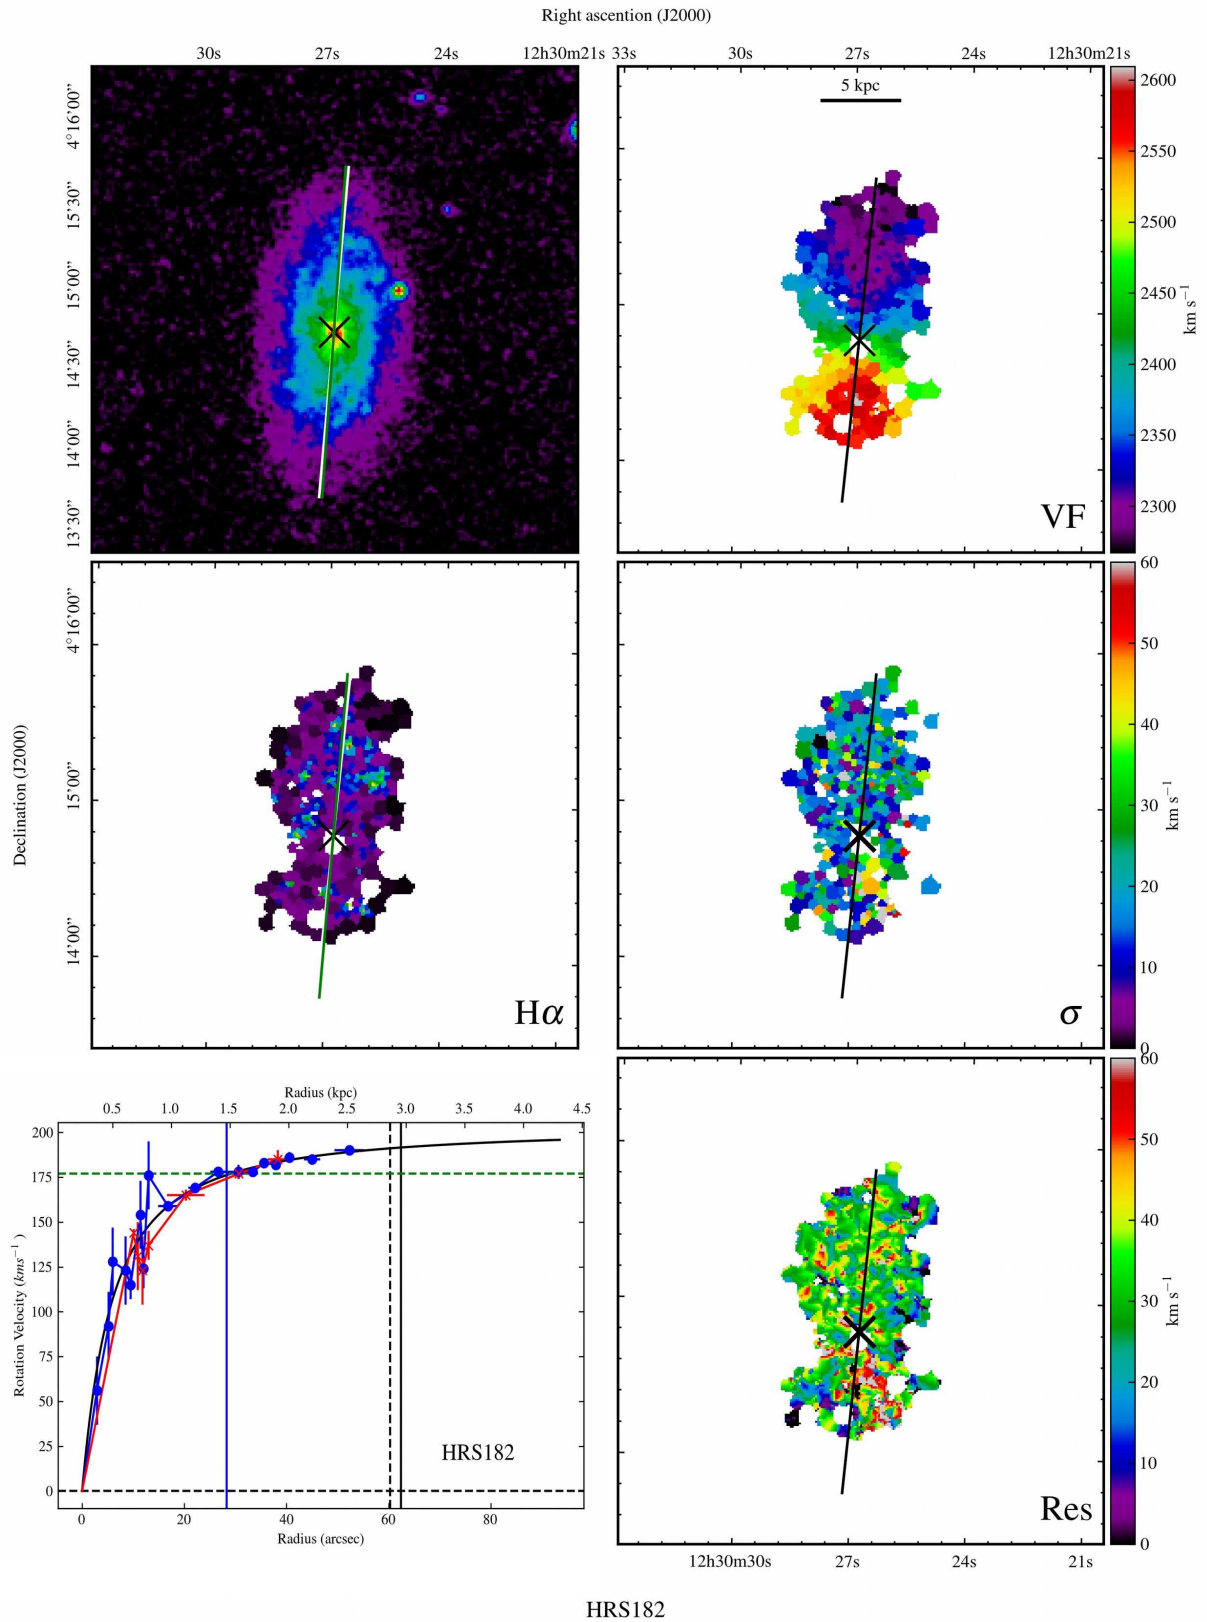 Right ascention (J2000)
30s 27s 24s 12h30m21s 33s 30s 27s 24s 12h30m21s
4°16'00”
15'30”
15'00”
14'30”
14'00”
13'30”
5 kpc
VF
2600
2550
2500
2450
2400
2350
2300
km s⁻¹
Declination (J2000)
4°16'00”
15'00”
14'00”
Hα
σ
60
50
40
30
20
10
0
km s⁻¹
Radius (kpc)
0.5 1.0 1.5 2.0 2.5 3.0 3.5 4.0 4.5
Rotation Velocity (kms⁻¹ )
200
175
150
125
100
75
50
25
0
HRS182
0 20 40 60 80
Radius (arcsec)
Res
60
50
40
30
20
10
0
km s⁻¹
12h30m30s 27s 24s 21s
HRS182